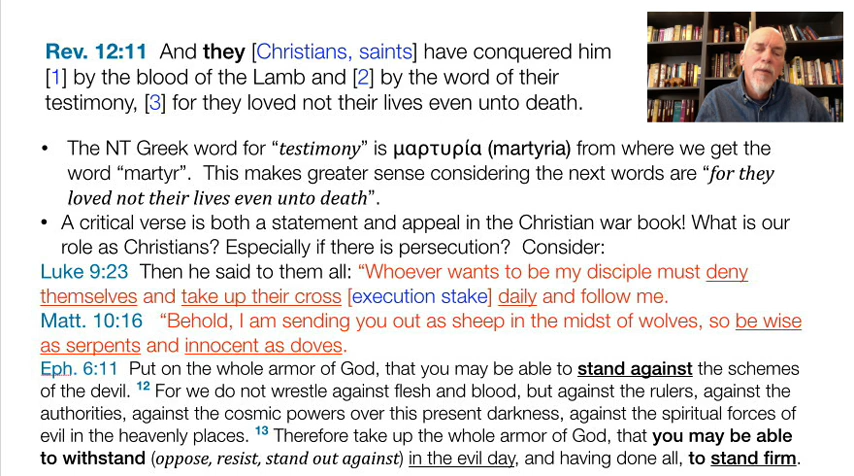 Rev. 12:11 And they [Christians, saints] have conquered him
[1] by the blood of the Lamb and [2] by the word of their
testimony, [3] for they loved not their lives even unto death.
• The NT Greek word for “testimony” is μαρτυρία (martyria) from where we get the
word “martyr”. This makes greater sense considering the next words are “for they
loved not their lives even unto death”.
• A critical verse is both a statement and appeal in the Christian war book! What is our
role as Christians? Especially if there is persecution? Consider:
Luke 9:23 Then he said to them all: “Whoever wants to be my disciple must deny
themselves and take up their cross [execution stake] daily and follow me.
Matt. 10:16 “Behold, I am sending you out as sheep in the midst of wolves, so be wise
as serpents and innocent as doves.
Eph. 6:11 Put on the whole armor of God, that you may be able to stand against the schemes
of the devil. 12 For we do not wrestle against flesh and blood, but against the rulers, against the
authorities, against the cosmic powers over this present darkness, against the spiritual forces of
evil in the heavenly places. 13 Therefore take up the whole armor of God, that you may be able
to withstand (oppose, resist, stand out against) in the evil day, and having done all, to stand firm.